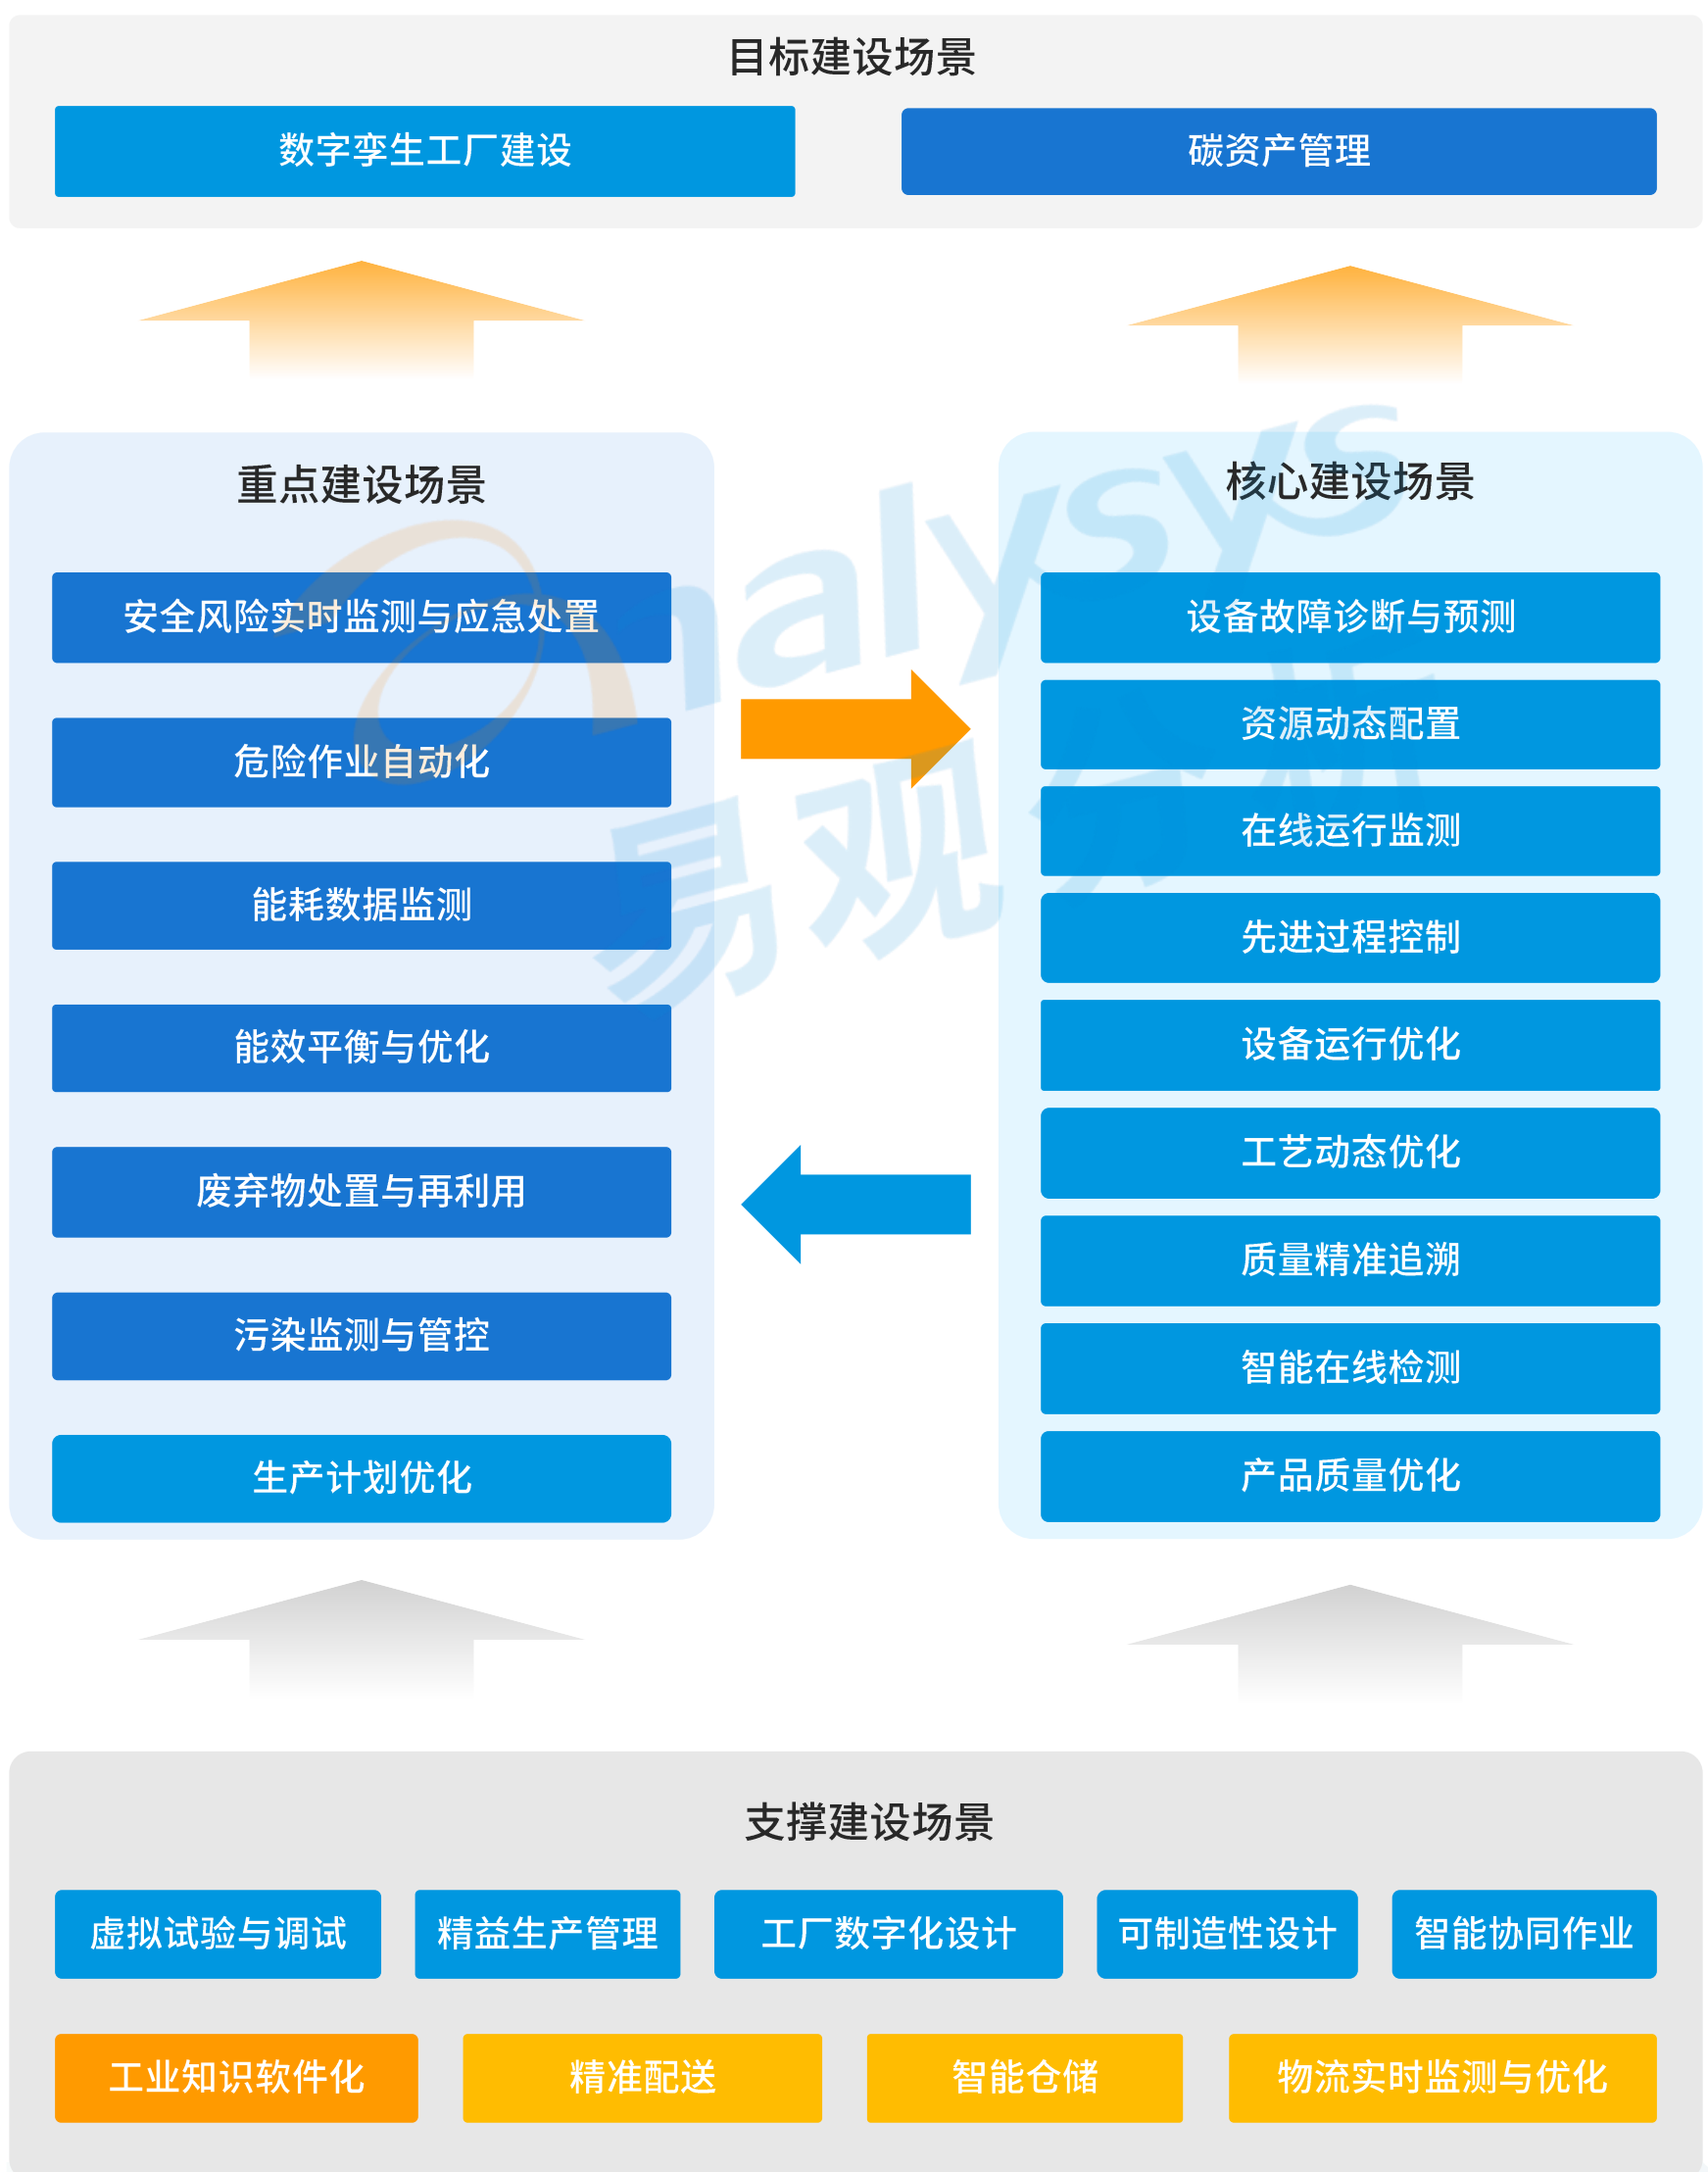 目标建设场景
数字孪生工厂建设
碳资产管理
重点建设场景
安全风险实时监测与应急处置
危险作业自动化
能耗数据监测
能效平衡与优化
废弃物处置与再利用
污染监测与管控
生产计划优化
核心建设场景
设备故障诊断与预测
资源动态配置
在线运行监测
先进过程控制
设备运行优化
工艺动态优化
质量精准追溯
智能在线检测
产品质量优化
analysys
易观分析
支撑建设场景
虚拟试验与调试
精益生产管理
工厂数字化设计
可制造性设计
智能协同作业
工业知识软件化
精准配送
智能仓储
物流实时监测与优化